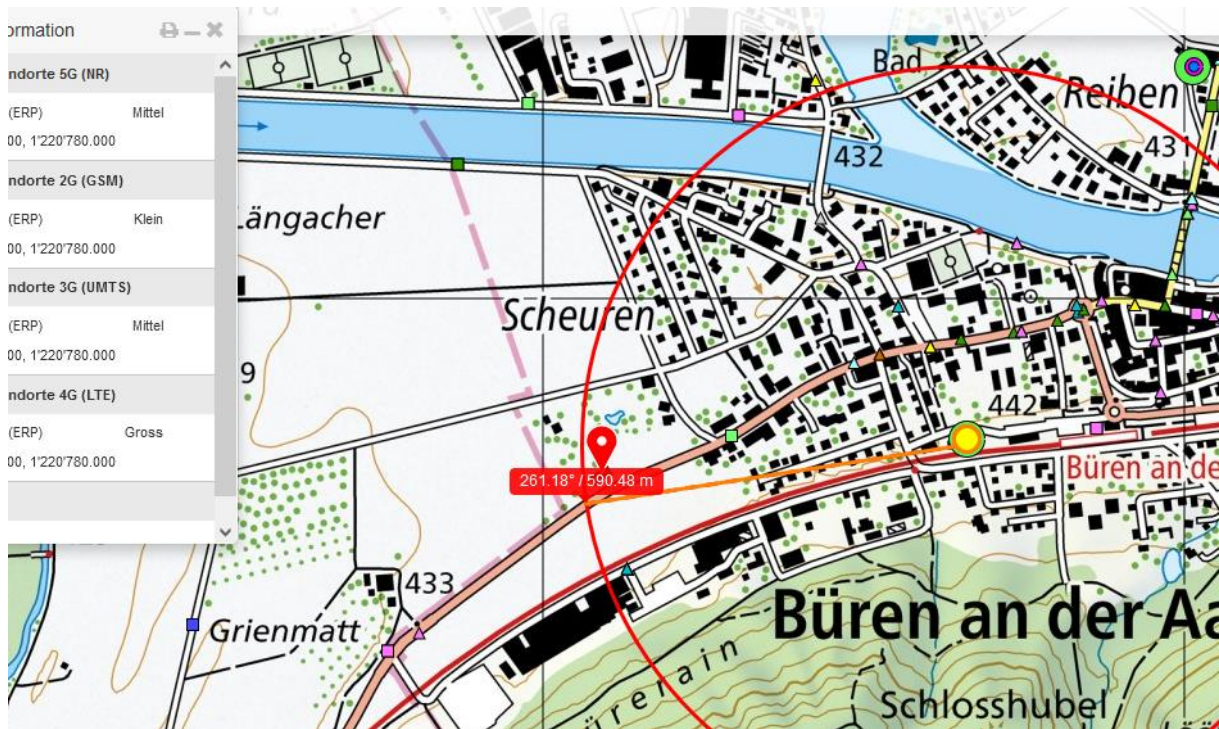 ormation
ndorte 5G (NR)
(ERP) Mittel
00, 1'220'780.000
ndorte 2G (GSM)
(ERP) Klein
00, 1'220'780.000
ndorte 3G (UMTS)
(ERP) Mittel
00, 1'220'780.000
ndorte 4G (LTE)
(ERP) Gross
00, 1'220'780.000
Bad
Reiben
432
431
Längacher
Scheuren
9
442
261.18° / 590.48 m
Büren an de
433
Büren an der Aa
Grienmatt
Schlosshubel